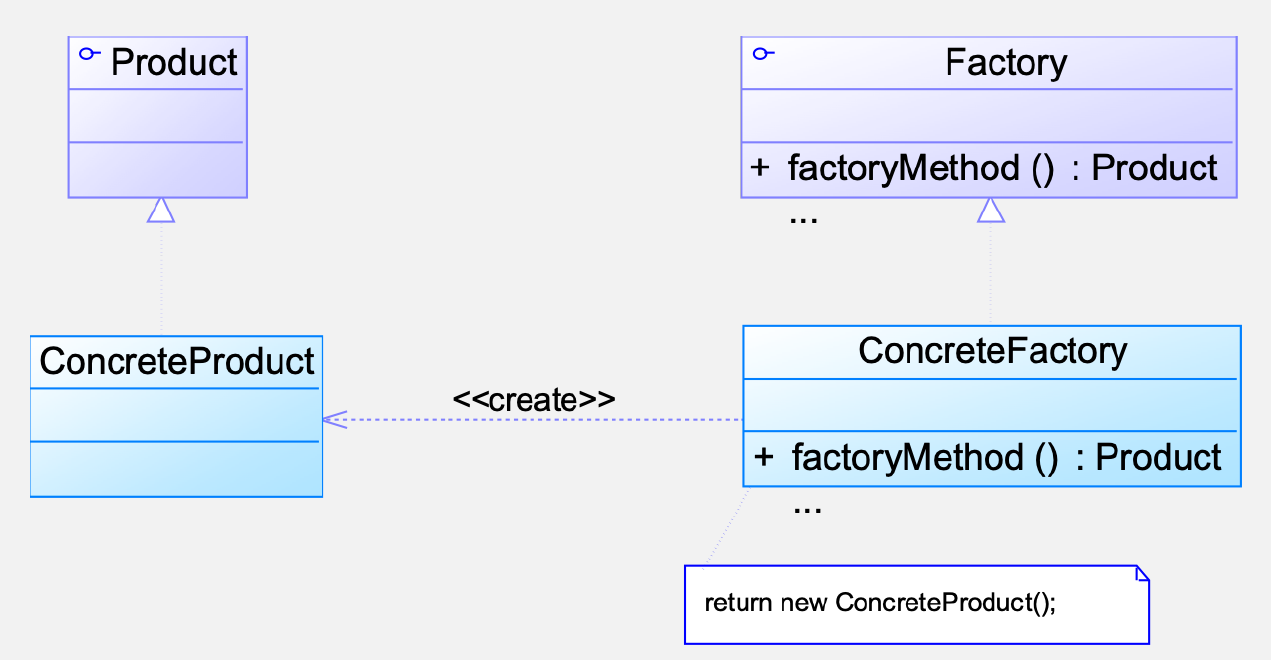 Product
Factory
+ factoryMethod () : Product
...
ConcreteProduct
<<create>>
ConcreteFactory
+ factoryMethod () : Product
...
return new ConcreteProduct();